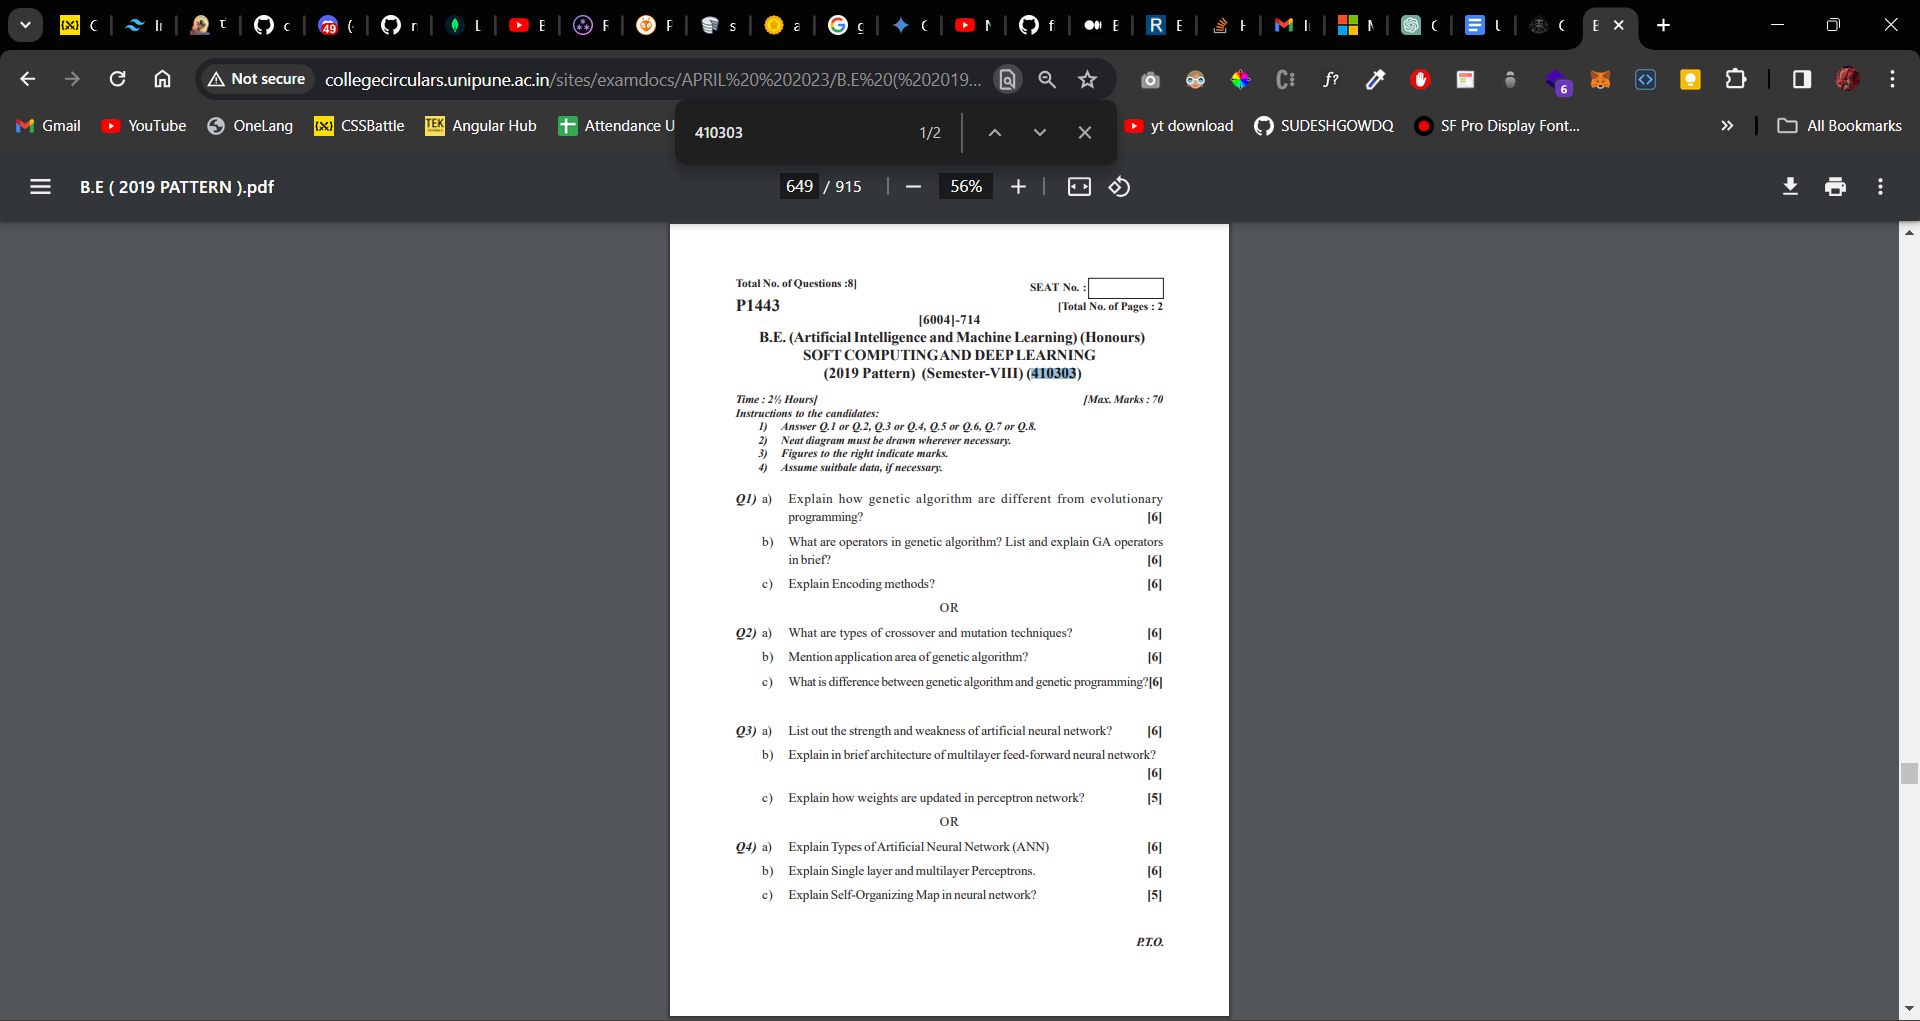 Not secure collegecirculars.unipune.ac.in/sites/examdocs/APRIL%20%202023/B.E%20(%202019...
6
Gmail YouTube OneLang CSSBattle Angular Hub Attendance U yt download SUDESHGOWDQ SF Pro Display Font... All Bookmarks
410303 1/2
B.E ( 2019 PATTERN ).pdf 649 / 915 56%
Total No. of Questions :8] SEAT No. :
P1443 [Total No. of Pages : 2
[6004]-714
B.E. (Artificial Intelligence and Machine Learning) (Honours)
SOFT COMPUTING AND DEEP LEARNING
(2019 Pattern) (Semester-VIII) (410303)
Time : 2½ Hours] [Max. Marks : 70
Instructions to the candidates:
1) Answer Q.1 or Q.2, Q.3 or Q.4, Q.5 or Q.6, Q.7 or Q.8.
2) Neat diagram must be drawn wherever necessary.
3) Figures to the right indicate marks.
4) Assume suitbale data, if necessary.
Q1) a) Explain how genetic algorithm are different from evolutionary
programming? [6]
b) What are operators in genetic algorithm? List and explain GA operators
in brief? [6]
c) Explain Encoding methods? [6]
OR
Q2) a) What are types of crossover and mutation techniques? [6]
b) Mention application area of genetic algorithm? [6]
c) What is difference between genetic algorithm and genetic programming?[6]
Q3) a) List out the strength and weakness of artificial neural network? [6]
b) Explain in brief architecture of multilayer feed-forward neural network?
[6]
c) Explain how weights are updated in perceptron network? [5]
OR
Q4) a) Explain Types of Artificial Neural Network (ANN) [6]
b) Explain Single layer and multilayer Perceptrons. [6]
c) Explain Self-Organizing Map in neural network? [5]
P.T.O.